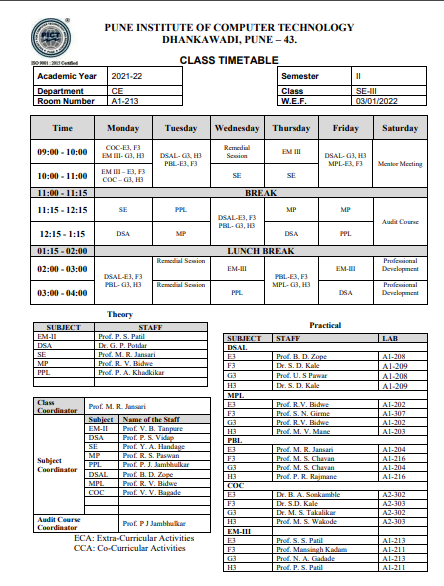 PUNE INSTITUTE OF COMPUTER TECHNOLOGY
DHANKAWADI, PUNE – 43.
PICT
ISO 9001 : 2015 Certified
CLASS TIMETABLE
Academic Year 2021-22 Semester II
Department CE Class SE-III
Room Number A1-213 W.E.F. 03/01/2022
Time Monday Tuesday Wednesday Thursday Friday Saturday
09:00 - 10:00 COC-E3, F3 EM III- G3, H3 DSAL- G3, H3 PBL-E3, F3 Remedial Session EM III DSAL- G3, H3 MPL-E3, F3 Mentor Meeting
10:00 - 11:00 EM III – E3, F3 COC – G3, H3 SE SE
11:00 - 11:15 BREAK
11:15 - 12:15 SE PPL DSAL-E3, F3 PBL- G3, H3 MP MP Audit Course
12:15 - 1:15 DSA MP DSA PPL
01:15 - 02:00 LUNCH BREAK
02:00 - 03:00 DSAL-E3, F3 PBL- G3, H3 Remedial Session EM-III PBL-E3, F3 MPL- G3, H3 EM-III Professional Development
03:00 - 04:00 Remedial Session PPL DSA Professional Development
Theory
SUBJECT STAFF
EM-II Prof. P. S. Patil
DSA Dr. G. P. Potdar
SE Prof. M. R. Jansari
MP Prof. R. V. Bidwe
PPL Prof. P. A. Khadkikar
Class Coordinator Prof. M. R. Jansari
Subject Coordinator
Subject Name of the Staff
EM-II Prof. V. B. Tanpure
DSA Prof. P. S. Vidap
SE Prof. Y. A. Handage
MP Prof. R. S. Paswan
PPL Prof. P. J. Jambhulkar
DSAL Prof. B. D. Zope
MPL Prof. R. V. Bidwe
COC Prof. V. V. Bagade
Audit Course Coordinator Prof. P J Jambhulkar
ECA: Extra-Curricular Activities
CCA: Co-Curricular Activities
Practical
SUBJECT STAFF LAB
DSAL
E3 Prof. B. D. Zope A1-208
F3 Dr. S. D. Kale A1-209
G3 Prof. U. S Pawar A1-208
H3 Dr. S. D. Kale A1-209
MPL
E3 Prof. R.V. Bidwe A1-202
F3 Prof. S. N. Girme A1-307
G3 Prof. R.V. Bidwe A1-202
H3 Prof. M. V. Mane A1-203
PBL
E3 Prof. M. R. Jansari A1-204
F3 Prof. M. S. Chavan A1-216
G3 Prof. M. S. Chavan A1-204
H3 Prof. P. R. Rajmane A1-216
COC
E3 Dr. B. A. Sonkamble A2-302
F3 Dr. S.D. Kale A2-303
G3 Dr. M. S. Takalikar A2-302
H3 Prof. M. S. Wakode A2-303
EM-III
E3 Prof. S. S. Patil A1-213
F3 Prof. Mansingh Kadam A1-211
G3 Prof. N. A. Gadade A1-213
H3 Prof. P. S. Patil A1-211